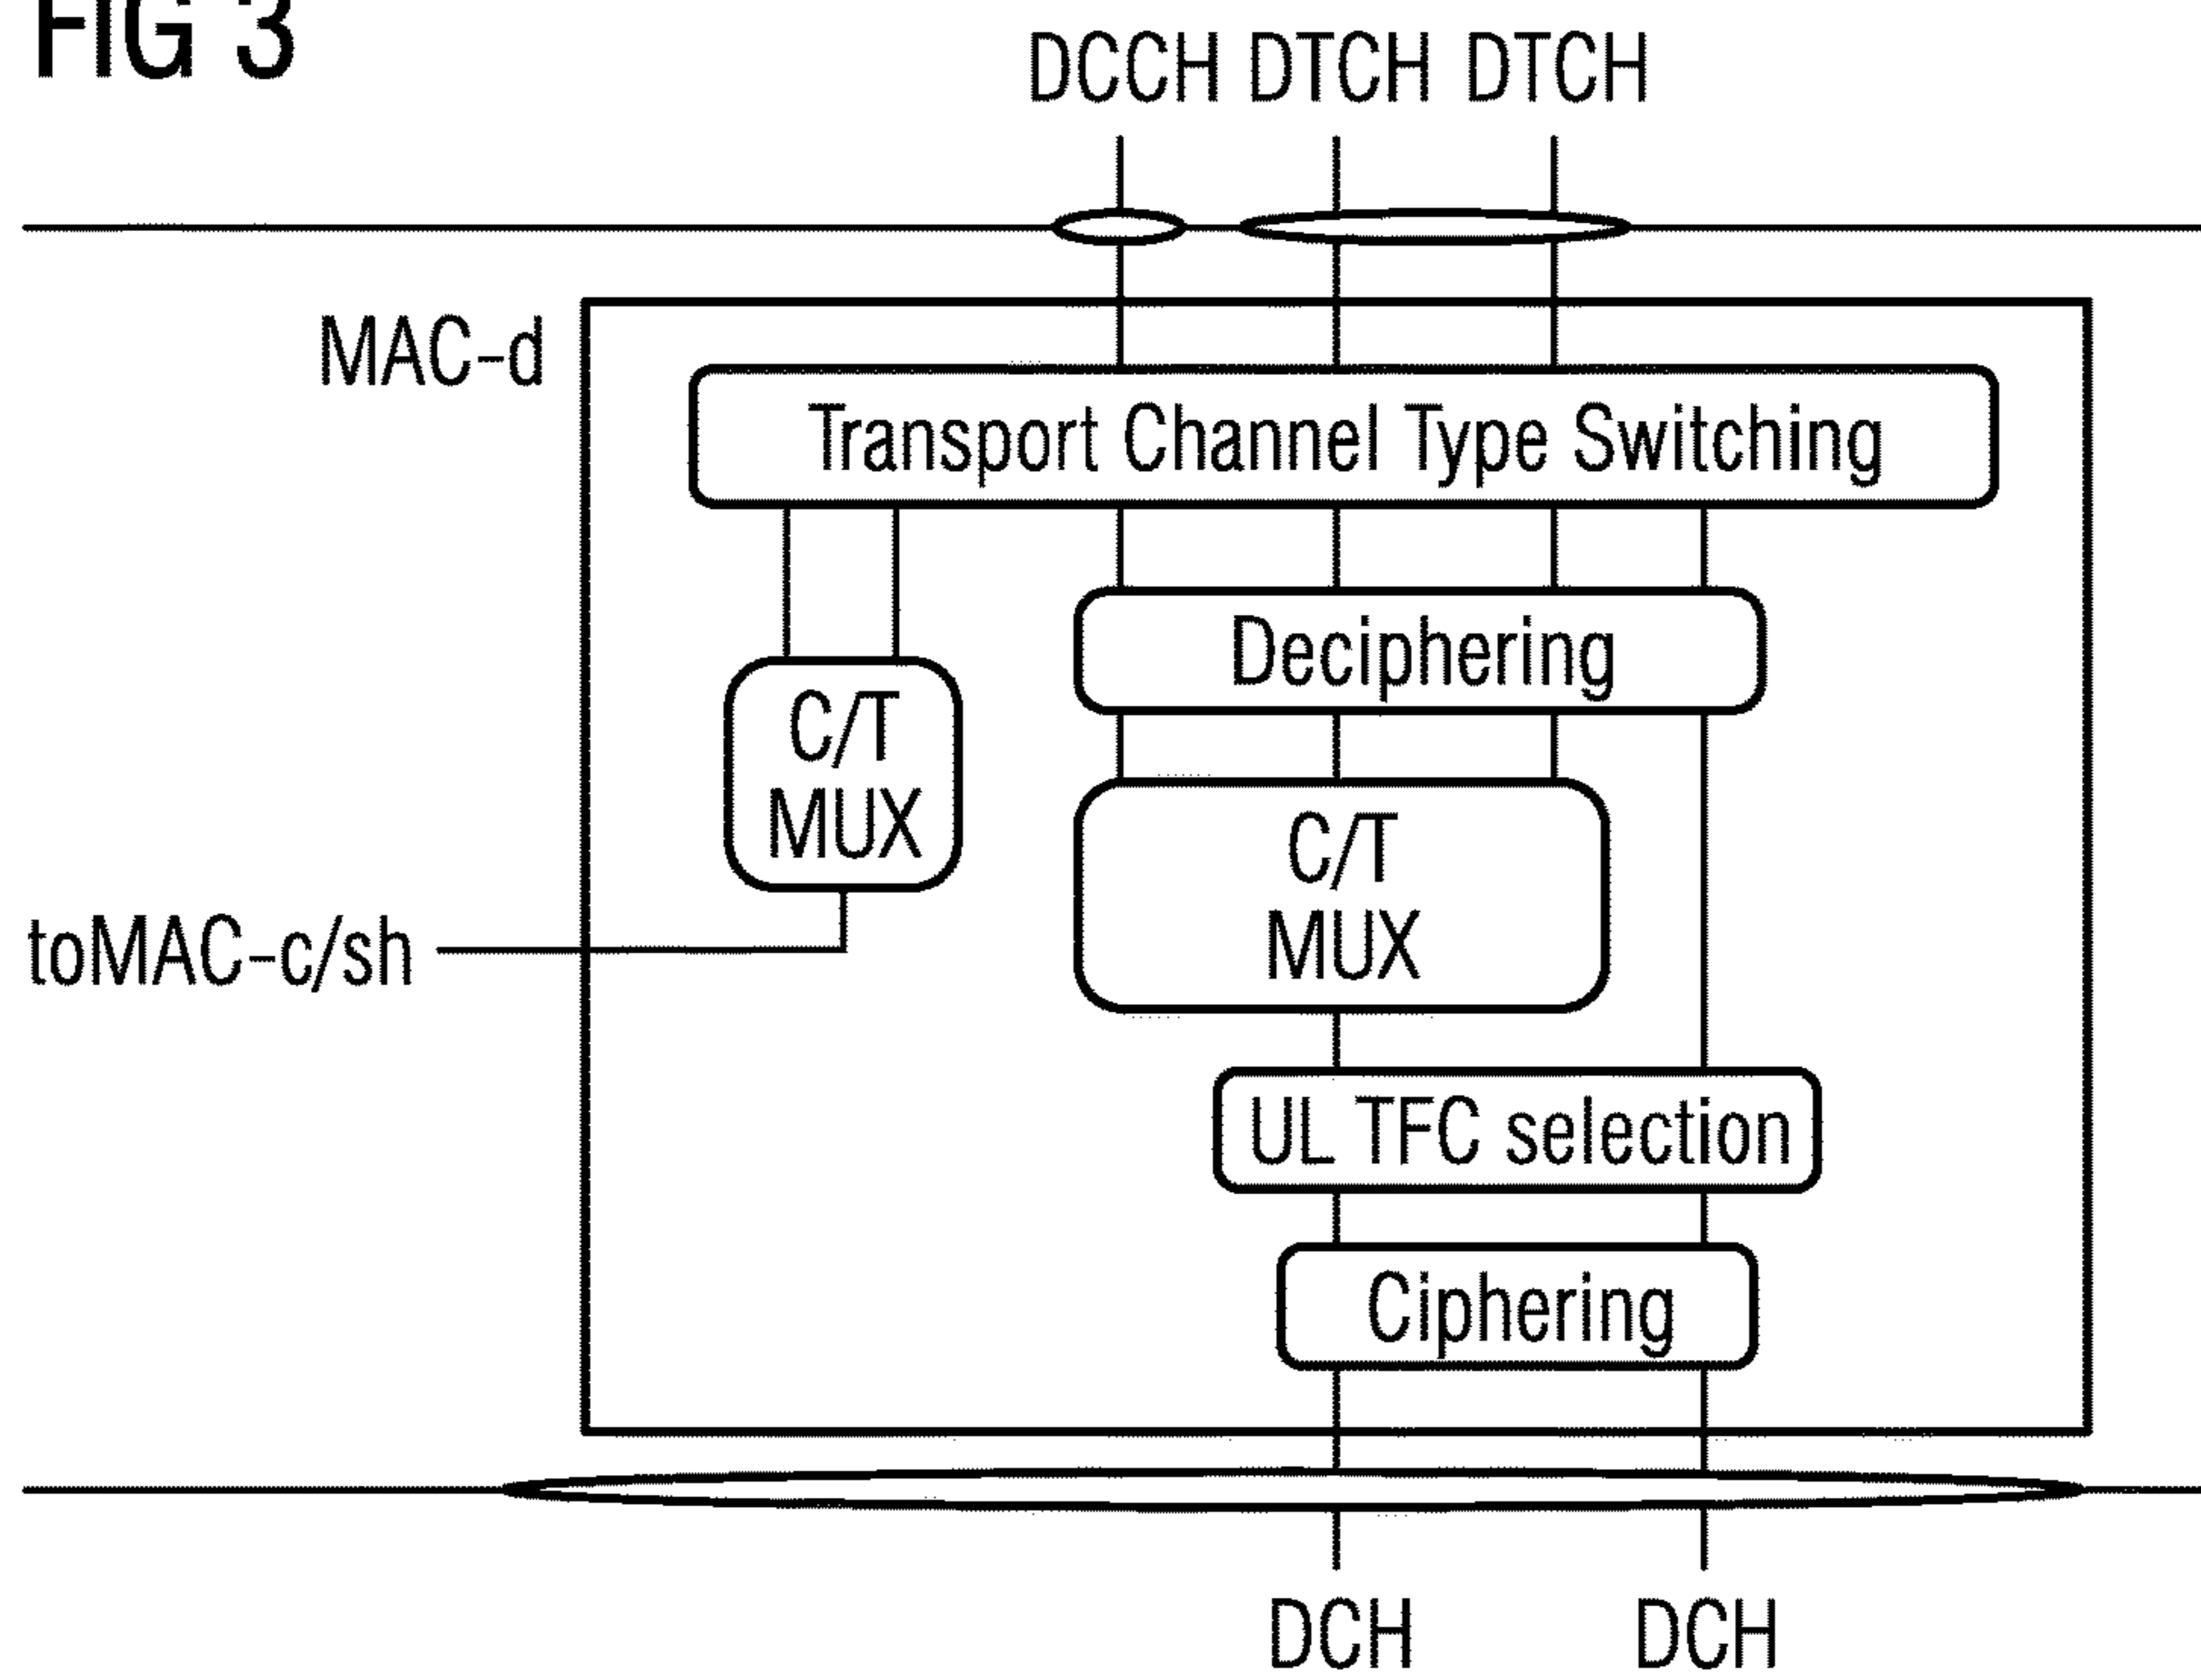 FIG 3
DCCH DTCH DTCH
MAC-d
Transport Channel Type Switching
Deciphering
C/T
MUX
C/T
MUX
toMAC-c/sh
UL TFC selection
Ciphering
DCH DCH